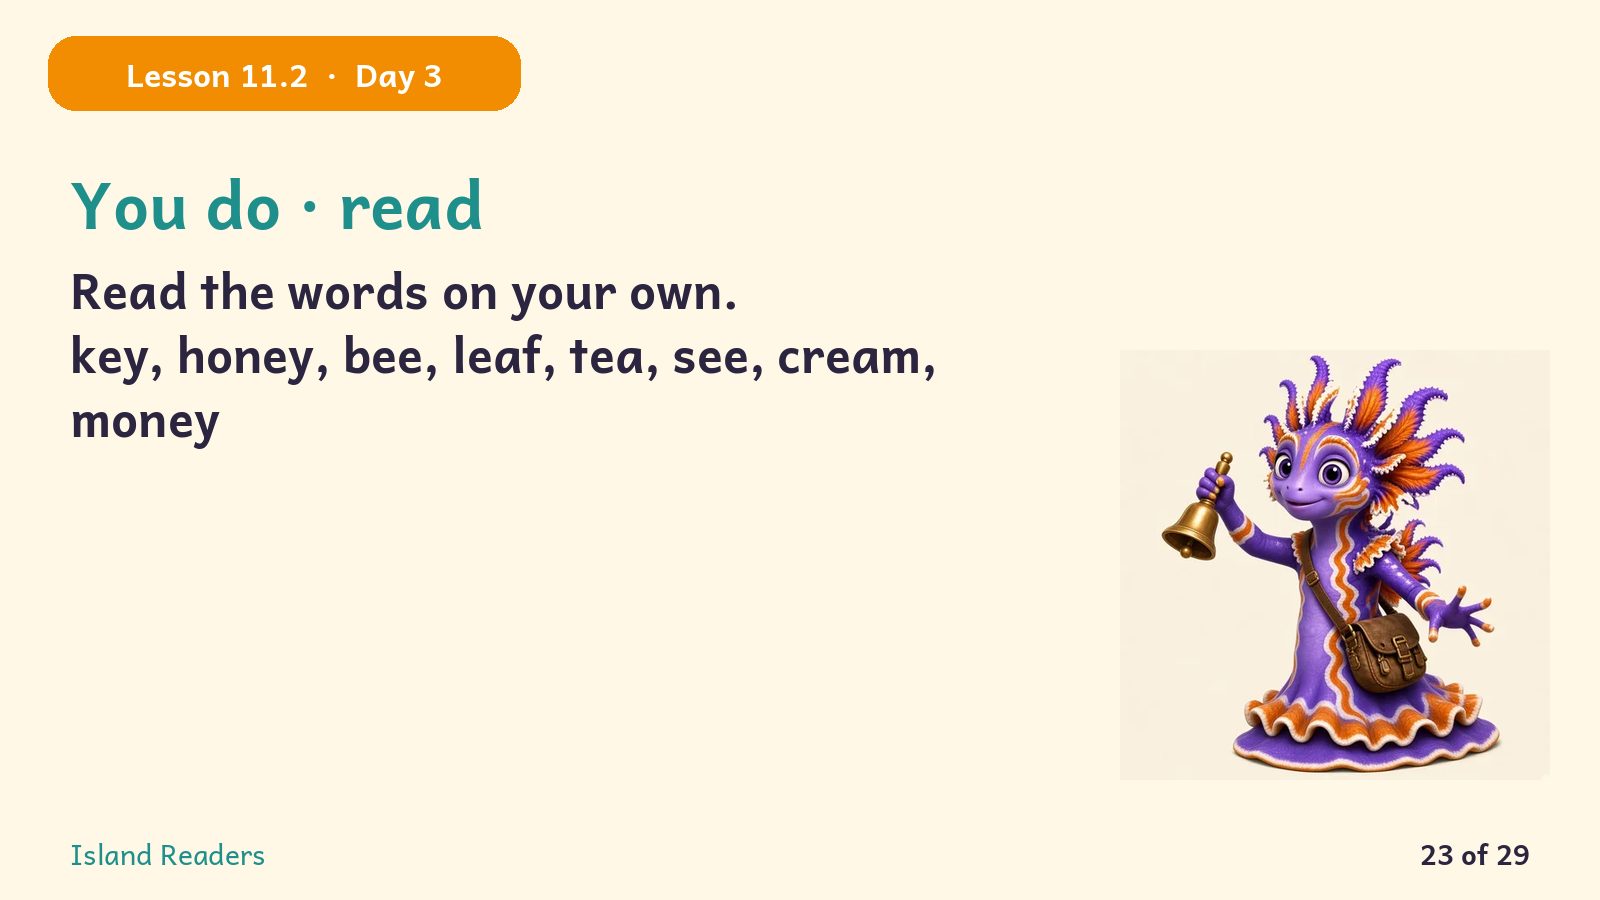 Lesson 11.2 · Day 3
You do · read
Read the words on your own.
key, honey, bee, leaf, tea, see, cream,
money
Island Readers
23 of 29